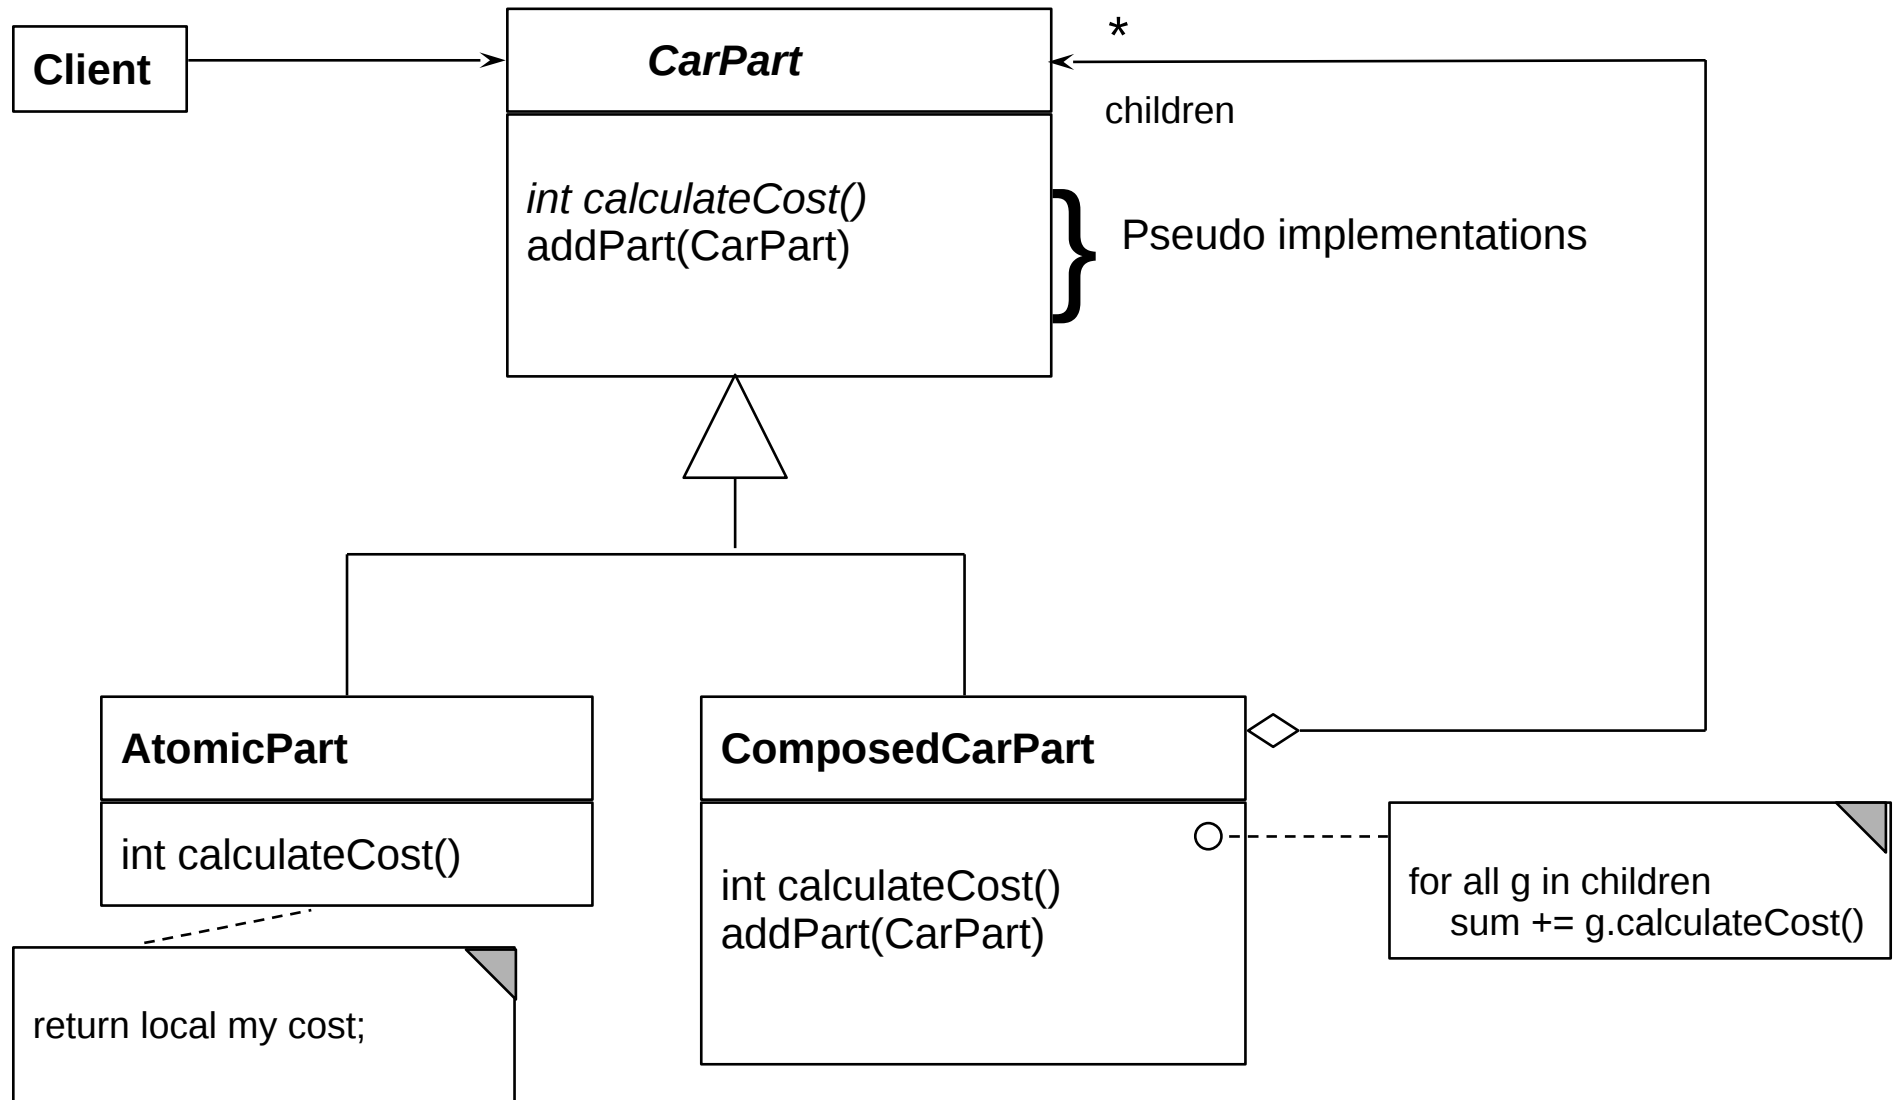 Client
CarPart
*
children
int calculateCost()
addPart(CarPart)
} Pseudo implementations
AtomicPart
int calculateCost()
ComposedCarPart
int calculateCost()
addPart(CarPart)
for all g in children
sum += g.calculateCost()
return local my cost;